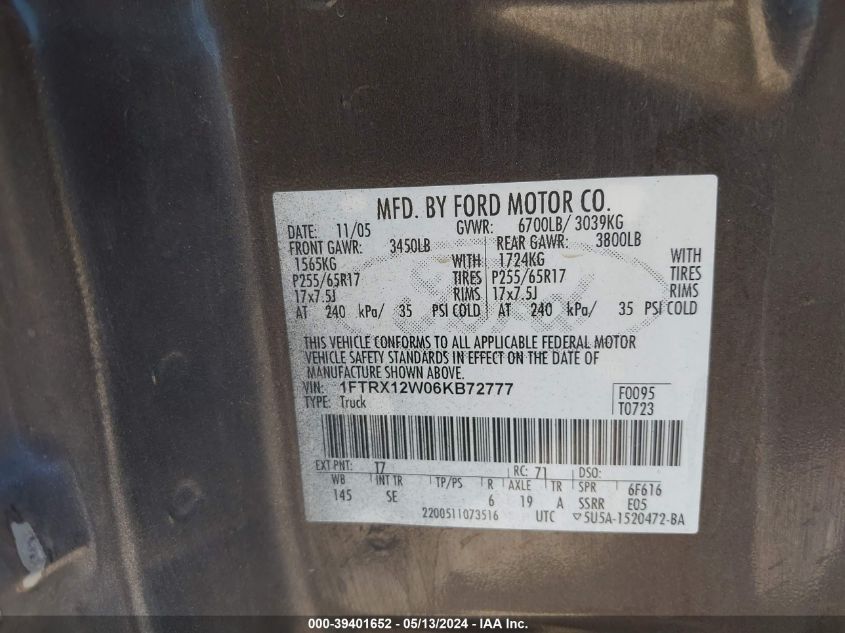 MFD. BY FORD MOTOR CO.
DATE: 11/05 GVWR: 6700LB/ 3039KG
FRONT GAWR: 3450LB REAR GAWR: 3800LB
1565KG WITH 1724KG WITH
P255/65R17 TIRES P255/65R17 TIRES
17x7.5J RIMS 17x7.5J RIMS
AT 240 kPa/ 35 PSI COLD AT 240 kPa/ 35 PSI COLD
THIS VEHICLE CONFORMS TO ALL APPLICABLE FEDERAL MOTOR
VEHICLE SAFETY STANDARDS IN EFFECT ON THE DATE OF
MANUFACTURE SHOWN ABOVE.
VIN: 1FTRX12W06KB72777 F0095
TYPE: Truck T0723
EXT PNT: T7 RC: 71 DSO:
WB INT TR TP/PS R AXLE TR SPR 6F616
145 SE 6 19 A SSRR E05
2200511073516 UTC ▽5U5A-1520472-BA
000-39401652 - 05/13/2024 - IAA Inc.